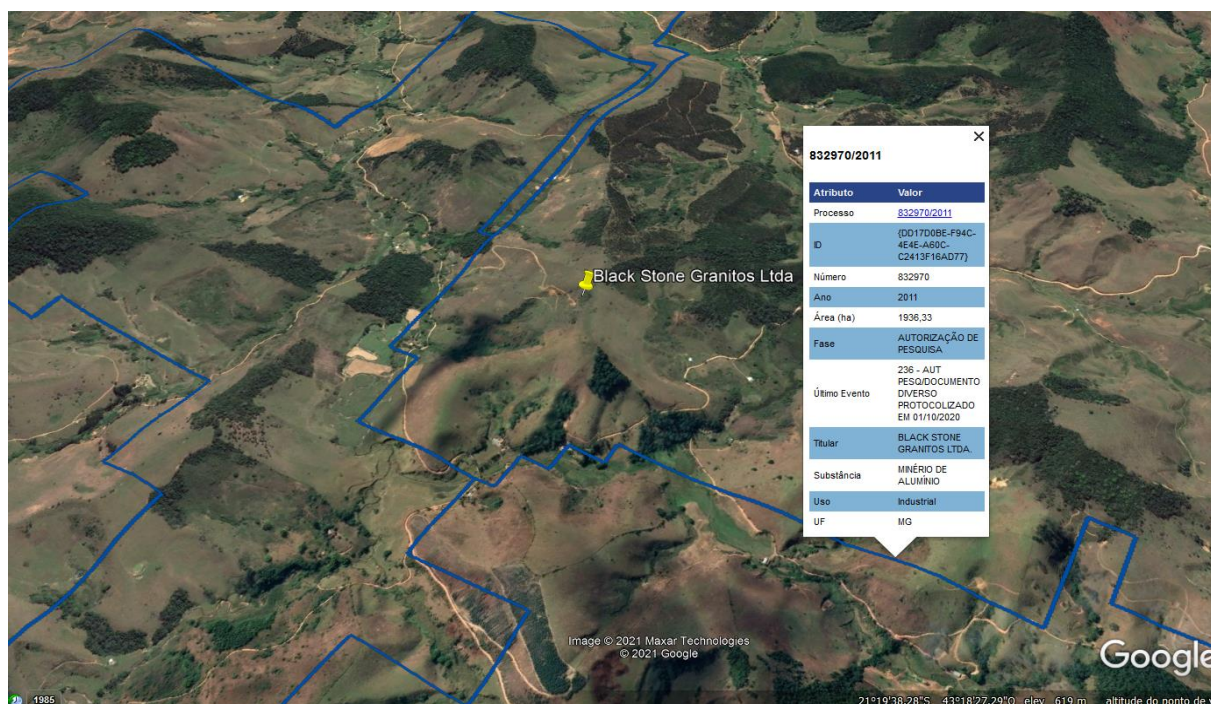 832970/2011
Atributo Valor
Processo 832970/2011
ID {DD17D0BE-F94C-
4E4E-A60C-
C2413F16AD77}
Número 832970
Ano 2011
Área (ha) 1936,33
Fase AUTORIZAÇÃO DE
PESQUISA
Último Evento 236 - AUT
PESQ/DOCUMENTO
DIVERSO
PROTOCOLIZADO
EM 01/10/2020
Titular BLACK STONE
GRANITOS LTDA.
Substância MINÉRIO DE
ALUMÍNIO
Uso Industrial
UF MG
Black Stone Granitos Ltda
Image © 2021 Maxar Technologies
© 2021 Google
Google
1985
21°19'38.28"S 43°18'27.29"O elev 619 m altitude do ponto de